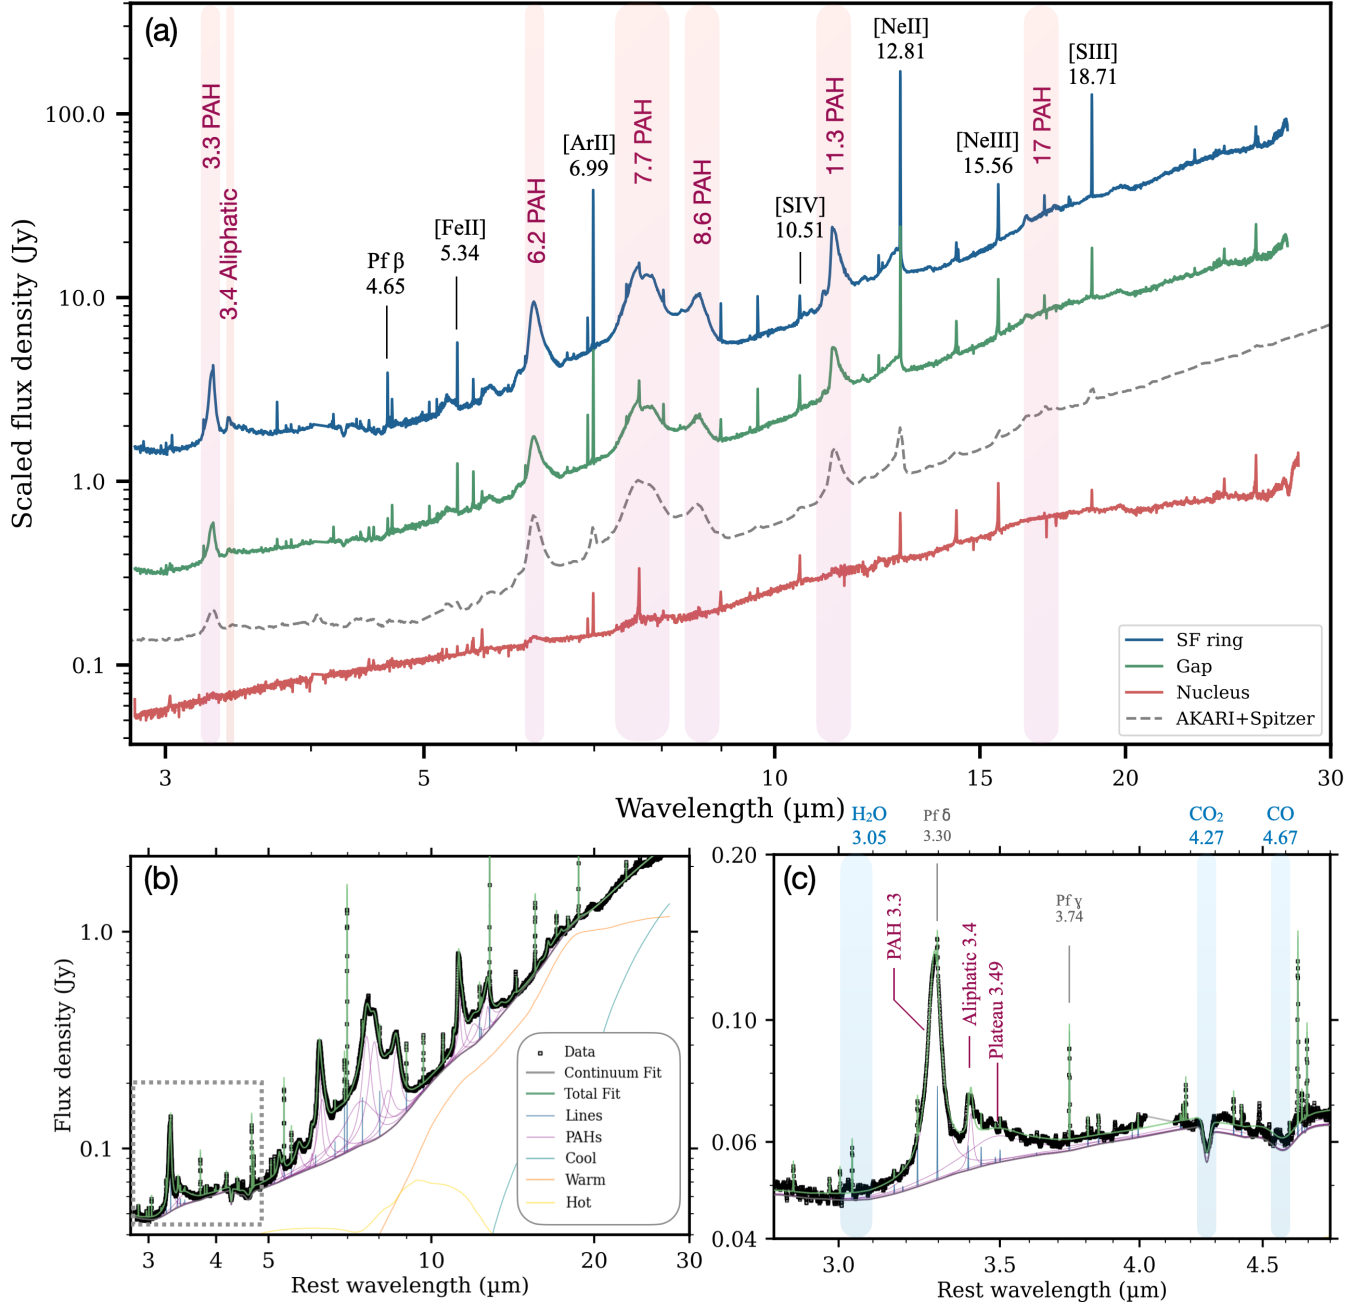 (a)
[NeII]
12.81
[SIII]
18.71
[ArII]
6.99
[NeIII]
15.56
[SIV]
10.51
[FeII]
5.34
Pf β
4.65
3.3 PAH
3.4 Aliphatic
6.2 PAH
7.7 PAH
8.6 PAH
11.3 PAH
17 PAH
Scaled flux density (Jy)
100.0
10.0
1.0
0.1
SF ring
Gap
Nucleus
AKARI+Spitzer
3 5 10 15 20 30
Wavelength (μm)
(b)
Flux density (Jy)
1.0
0.1
Data
Continuum Fit
Total Fit
Lines
PAHs
Cool
Warm
Hot
3 4 5 10 20 30
Rest wavelength (μm)
H₂O
3.05
Pf δ
3.30
CO₂
4.27
CO
4.67
(c)
0.20
0.10
0.06
0.04
PAH 3.3
Aliphatic 3.4
Plateau 3.49
Pf γ
3.74
3.0 3.5 4.0 4.5
Rest wavelength (μm)